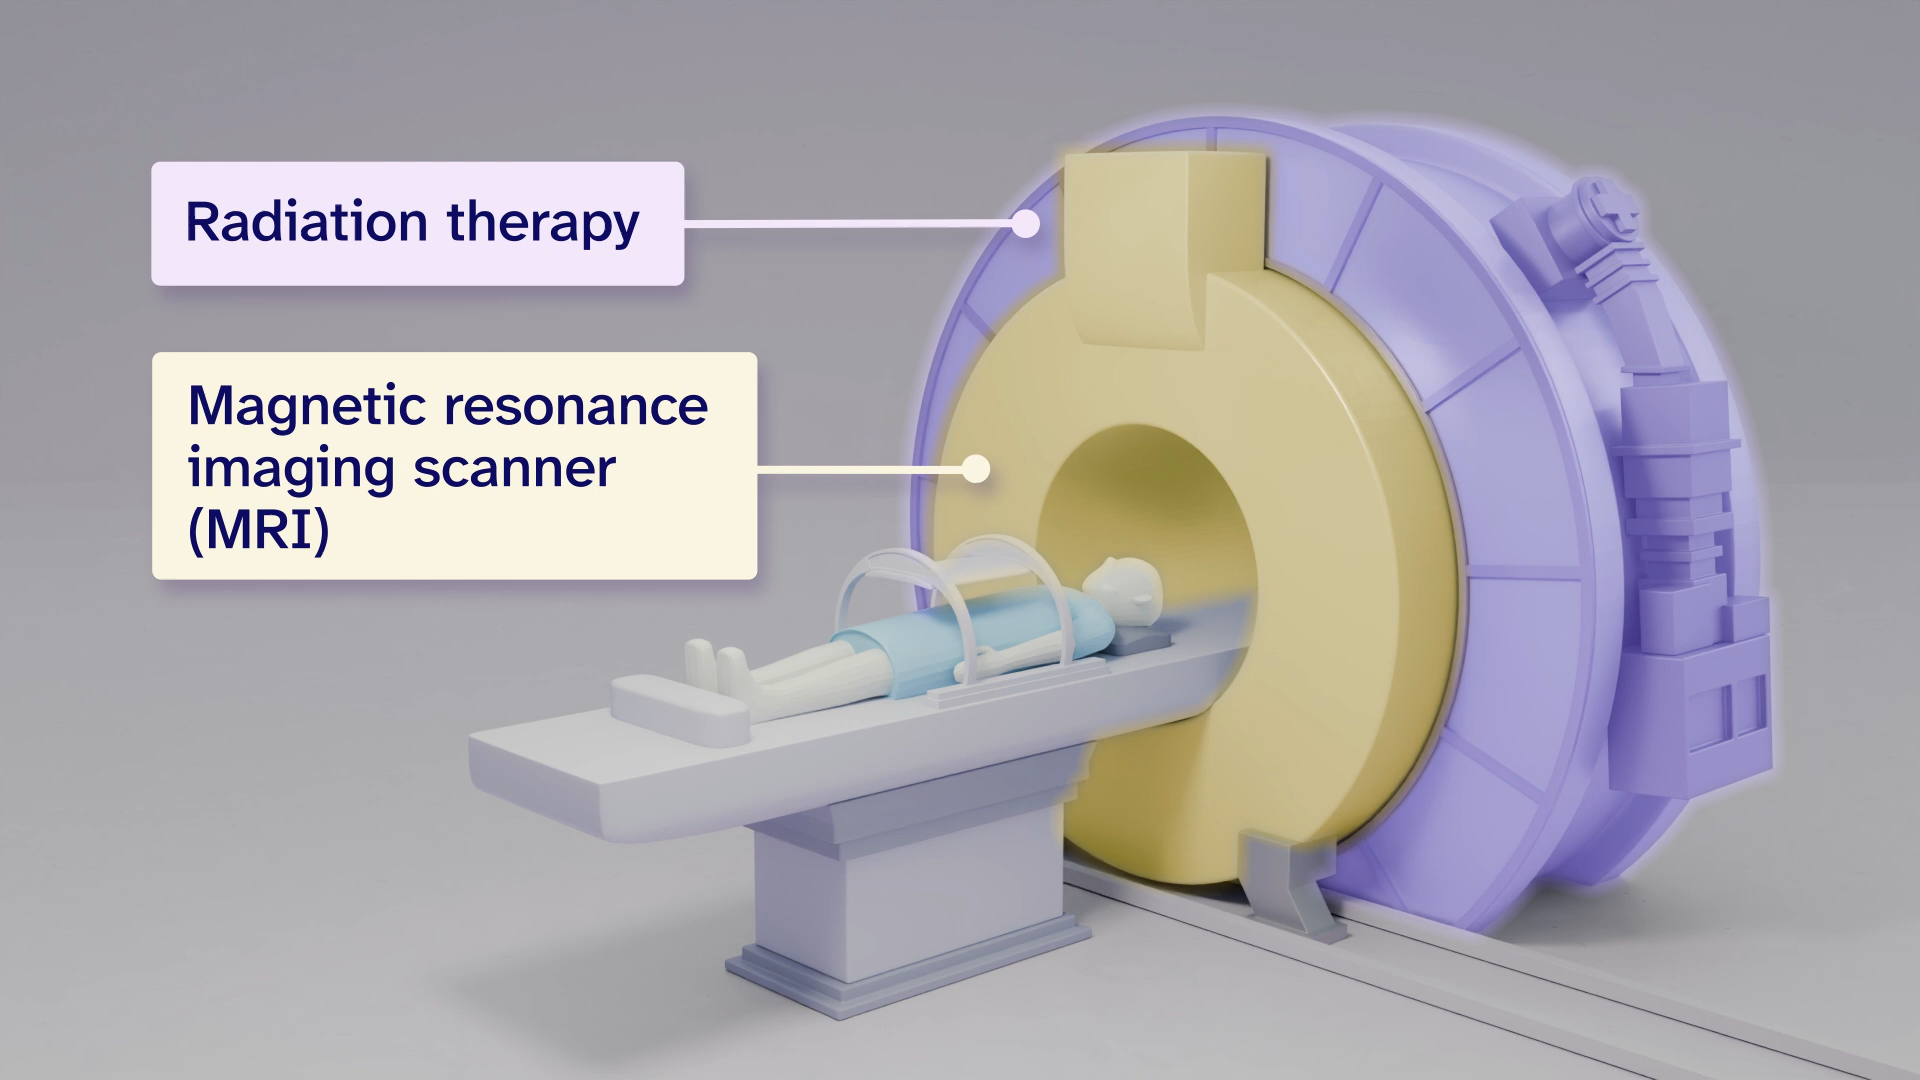 Radiation therapy
Magnetic resonance
imaging scanner
(MRI)